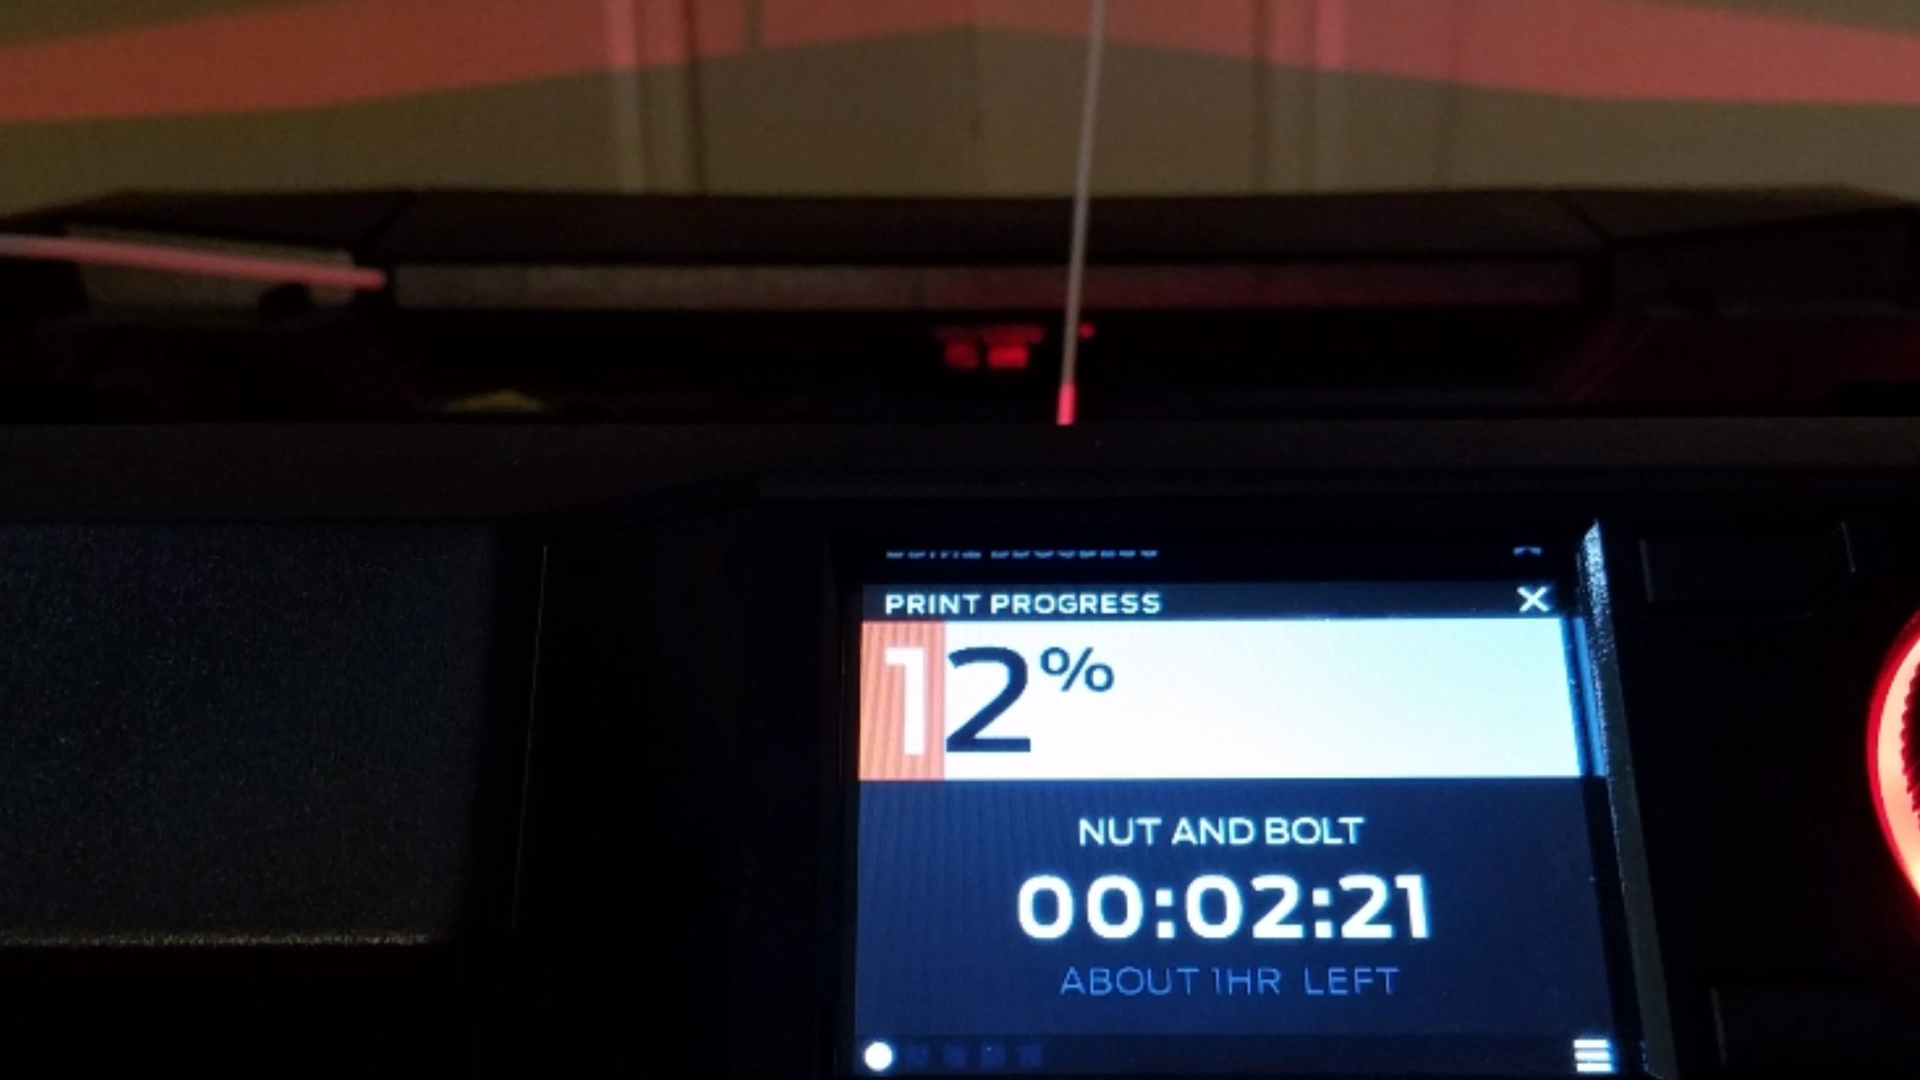 PRINT PROGRESS
12%
NUT AND BOLT
00:02:21
ABOUT 1HR LEFT